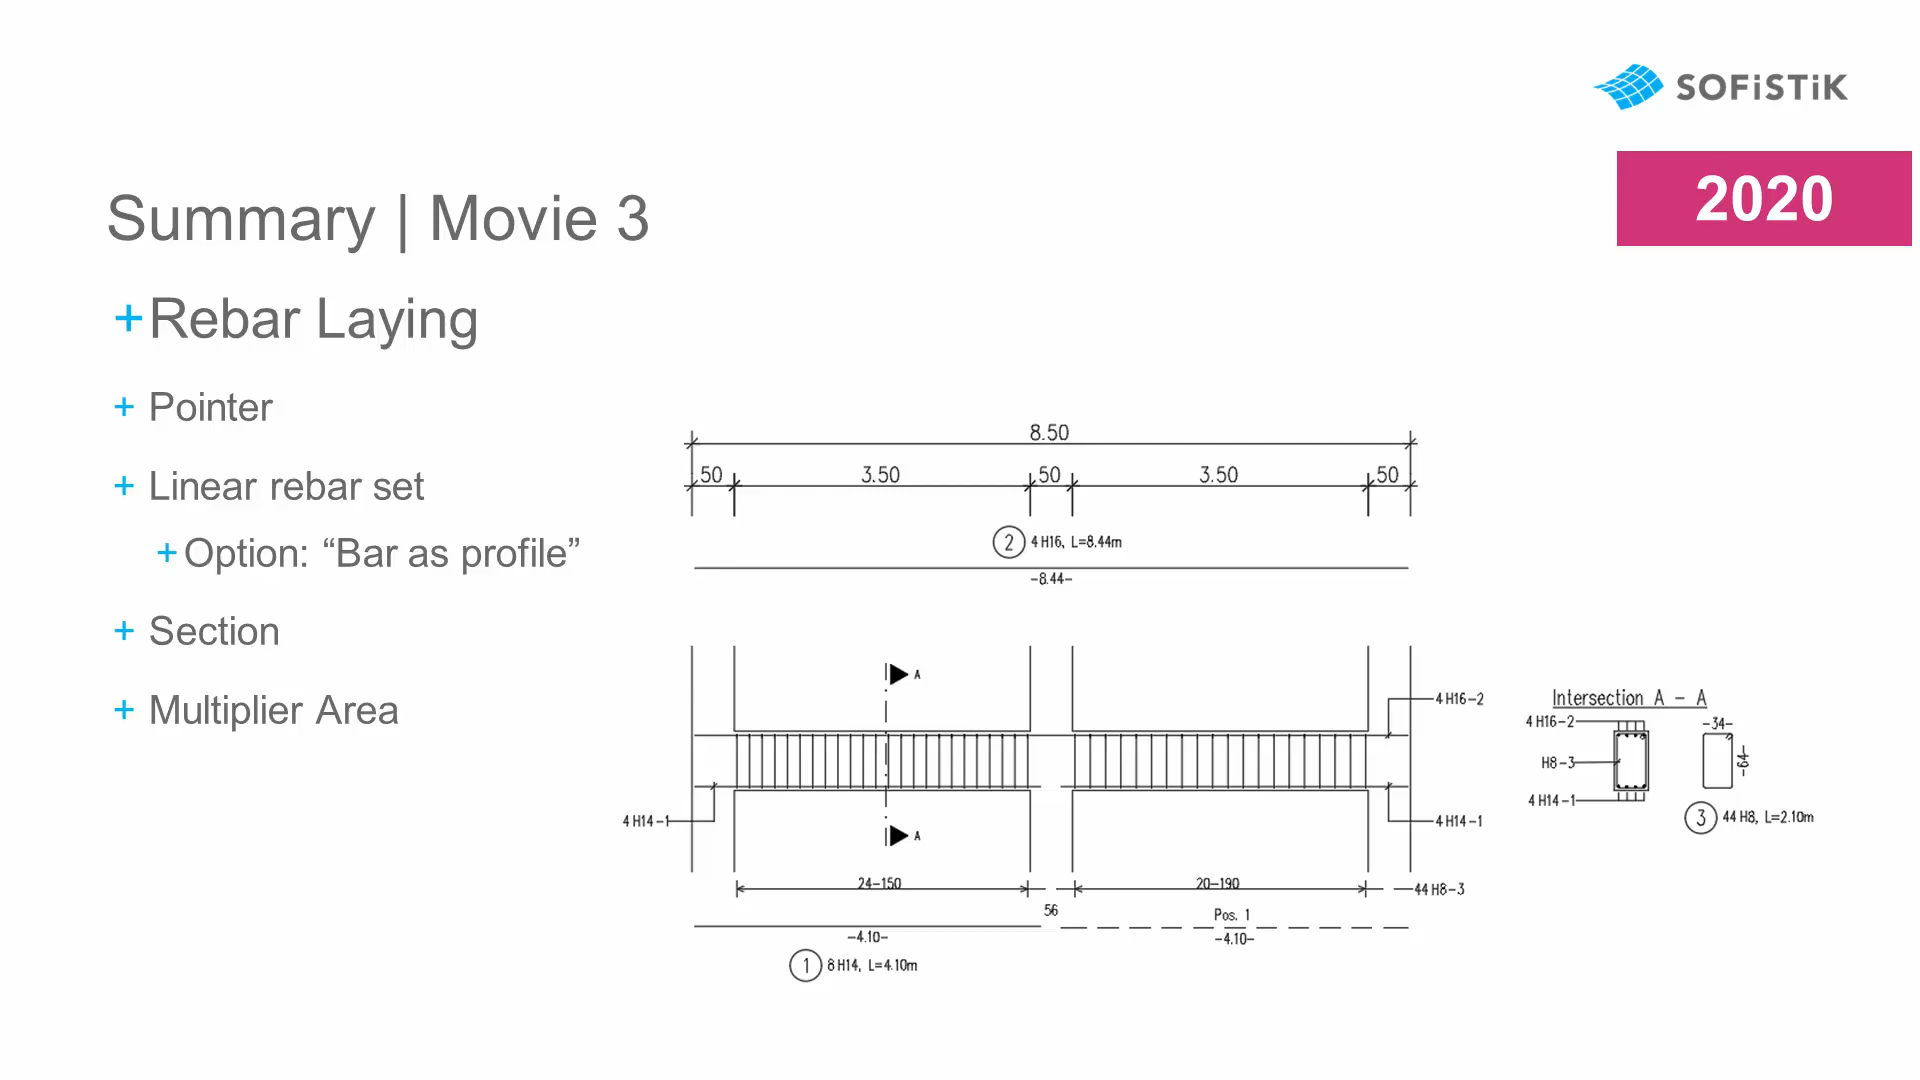 SOFiSTiK
2020
Summary | Movie 3
+Rebar Laying
+ Pointer
+ Linear rebar set
+ Option: “Bar as profile”
+ Section
+ Multiplier Area
8.50
50 3.50 50 3.50 50
2 4 H16, L=8.44m
-8.44-
A
4 H16-2
4 H14-1
A
4 H14-1
24-150 20-190 44 H8-3
56 Pos. 1
-4.10- -4.10-
1 8 H14, L=4.10m
Intersection A - A
4 H16-2 -34-
H8-3 -64-
4 H14-1
3 44 H8, L=2.10m